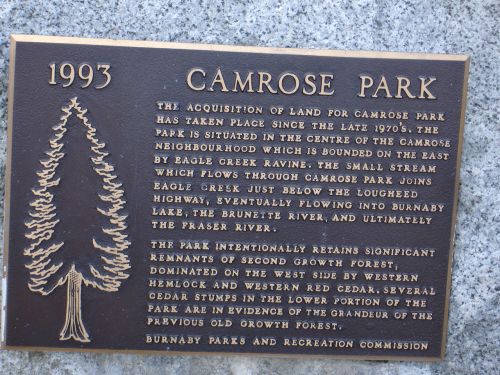 1993 CAMROSE PARK
THE ACQUISITION OF LAND FOR CAMROSE PARK
HAS TAKEN PLACE SINCE THE LATE 1970'S. THE
PARK IS SITUATED IN THE CENTRE OF THE CAMROSE
NEIGHBOURHOOD WHICH IS BOUNDED ON THE EAST
BY EAGLE CREEK RAVINE. THE SMALL STREAM
WHICH FLOWS THROUGH CAMROSE PARK JOINS
EAGLE CREEK JUST BELOW THE LOUGHEED
HIGHWAY, EVENTUALLY FLOWING INTO BURNABY
LAKE, THE BRUNETTE RIVER, AND ULTIMATELY
THE FRASER RIVER.
THE PARK INTENTIONALLY RETAINS SIGNIFICANT
REMNANTS OF SECOND GROWTH FOREST,
DOMINATED ON THE WEST SIDE BY WESTERN
HEMLOCK AND WESTERN RED CEDAR. SEVERAL
CEDAR STUMPS IN THE LOWER PORTION OF THE
PARK ARE IN EVIDENCE OF THE GRANDEUR OF THE
PREVIOUS OLD GROWTH FOREST.
BURNABY PARKS AND RECREATION COMMISSION